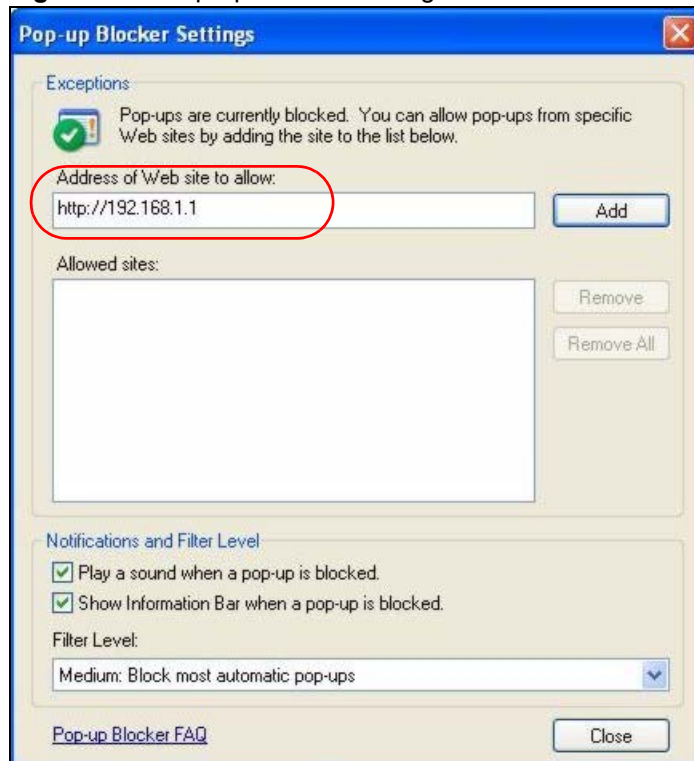 Pop-up Blocker Settings
Exceptions
Pop-ups are currently blocked. You can allow pop-ups from specific
Web sites by adding the site to the list below.
Address of Web site to allow:
http://192.168.1.1
Add
Allowed sites:
Remove
Remove All
Notifications and Filter Level
Play a sound when a pop-up is blocked.
Show Information Bar when a pop-up is blocked.
Filter Level:
Medium: Block most automatic pop-ups
Pop-up Blocker FAQ
Close